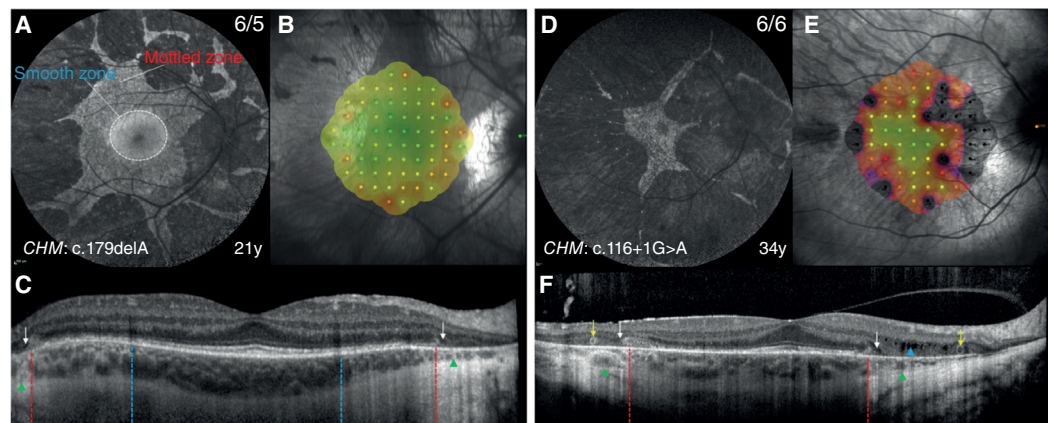 A
6/5
Mottled zone
Smooth zone
CHM: c.179delA
21y
B
C
D
6/6
CHM: c.116+1G>A
34y
E
F